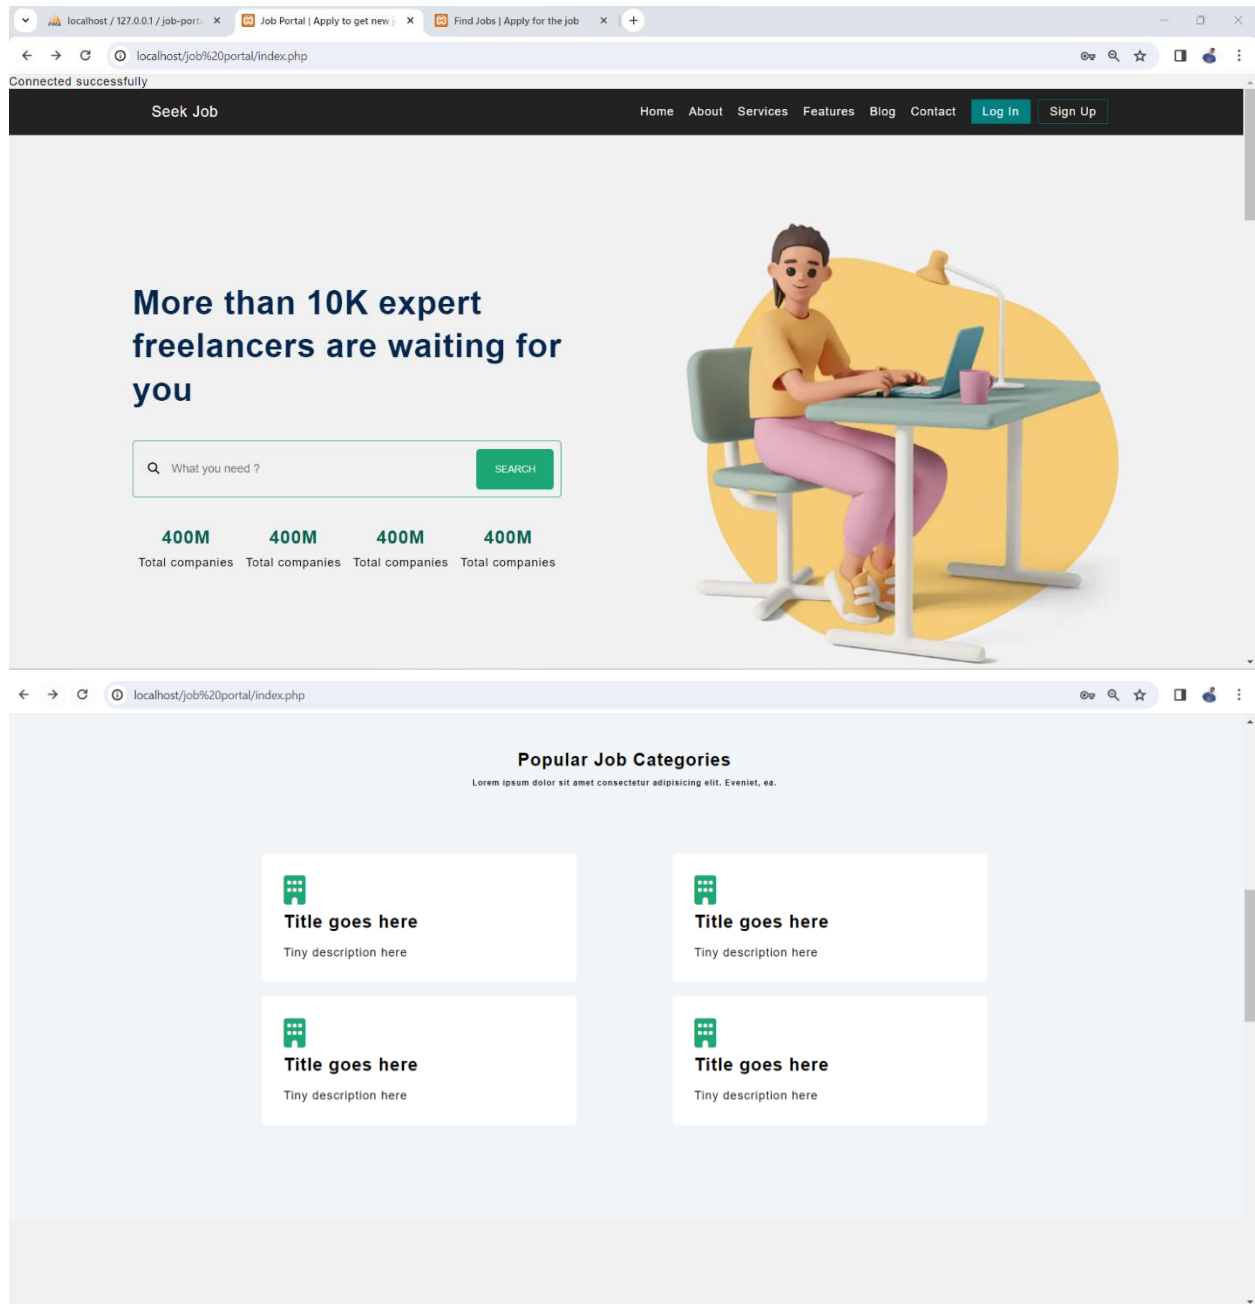 localhost / 127.0.0.1 / job-port
Job Portal | Apply to get new j
Find Jobs | Apply for the job
localhost/job%20portal/index.php
Connected successfully
Seek Job
Home About Services Features Blog Contact Log In Sign Up
More than 10K expert
freelancers are waiting for
you
What you need ?
SEARCH
400M 400M 400M 400M
Total companies Total companies Total companies Total companies
localhost/job%20portal/index.php
Popular Job Categories
Lorem ipsum dolor sit amet consectetur adipisicing elit. Eveniet, ea.
Title goes here
Tiny description here
Title goes here
Tiny description here
Title goes here
Tiny description here
Title goes here
Tiny description here